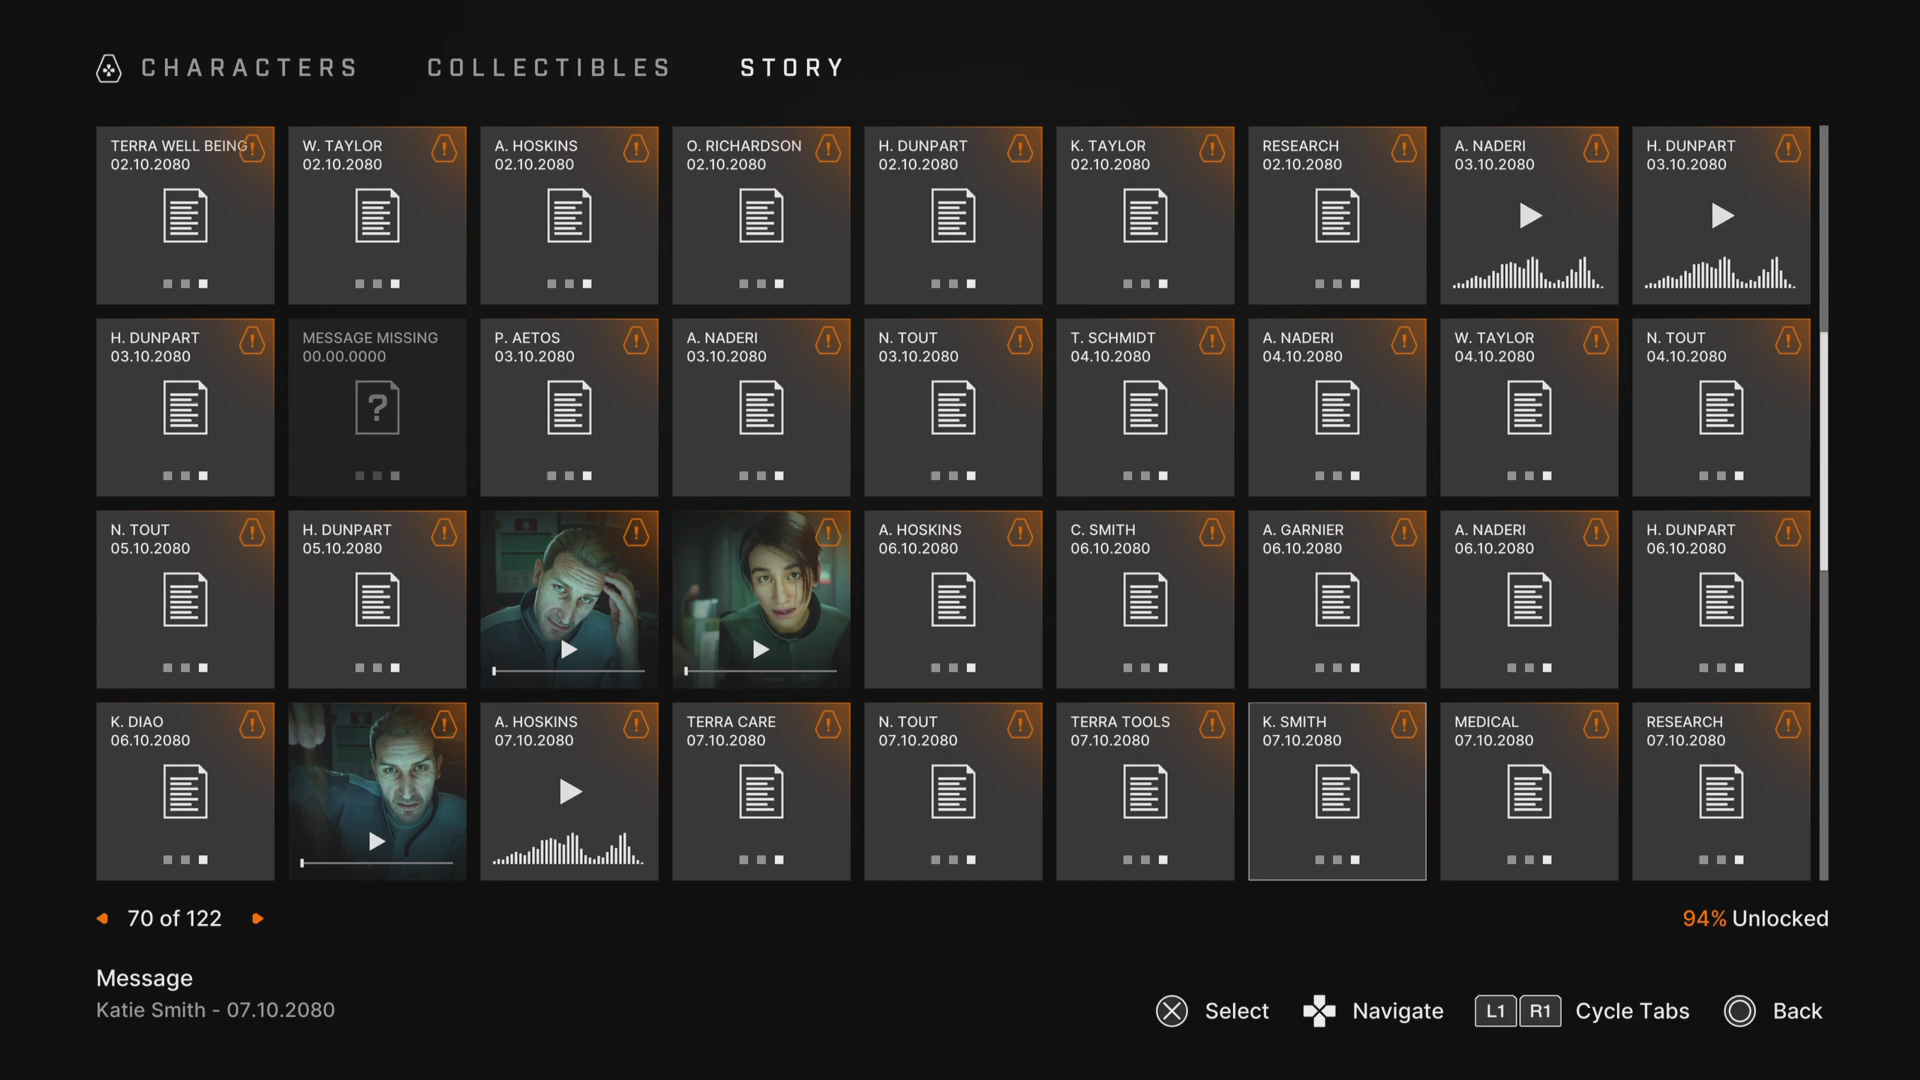 CHARACTERS
COLLECTIBLES
STORY
TERRA WELL BEING
02.10.2080
W. TAYLOR
02.10.2080
A. HOSKINS
02.10.2080
O. RICHARDSON
02.10.2080
H. DUNPART
02.10.2080
K. TAYLOR
02.10.2080
RESEARCH
02.10.2080
A. NADERI
03.10.2080
H. DUNPART
03.10.2080
H. DUNPART
03.10.2080
MESSAGE MISSING
00.00.0000
?
P. AETOS
03.10.2080
A. NADERI
03.10.2080
N. TOUT
03.10.2080
T. SCHMIDT
04.10.2080
A. NADERI
04.10.2080
W. TAYLOR
04.10.2080
N. TOUT
04.10.2080
N. TOUT
05.10.2080
H. DUNPART
05.10.2080
A. HOSKINS
06.10.2080
C. SMITH
06.10.2080
A. GARNIER
06.10.2080
A. NADERI
06.10.2080
H. DUNPART
06.10.2080
K. DIAO
06.10.2080
A. HOSKINS
07.10.2080
TERRA CARE
07.10.2080
N. TOUT
07.10.2080
TERRA TOOLS
07.10.2080
K. SMITH
07.10.2080
MEDICAL
07.10.2080
RESEARCH
07.10.2080
70 of 122
94% Unlocked
Message
Katie Smith - 07.10.2080
Select
Navigate
L1 R1 Cycle Tabs
Back